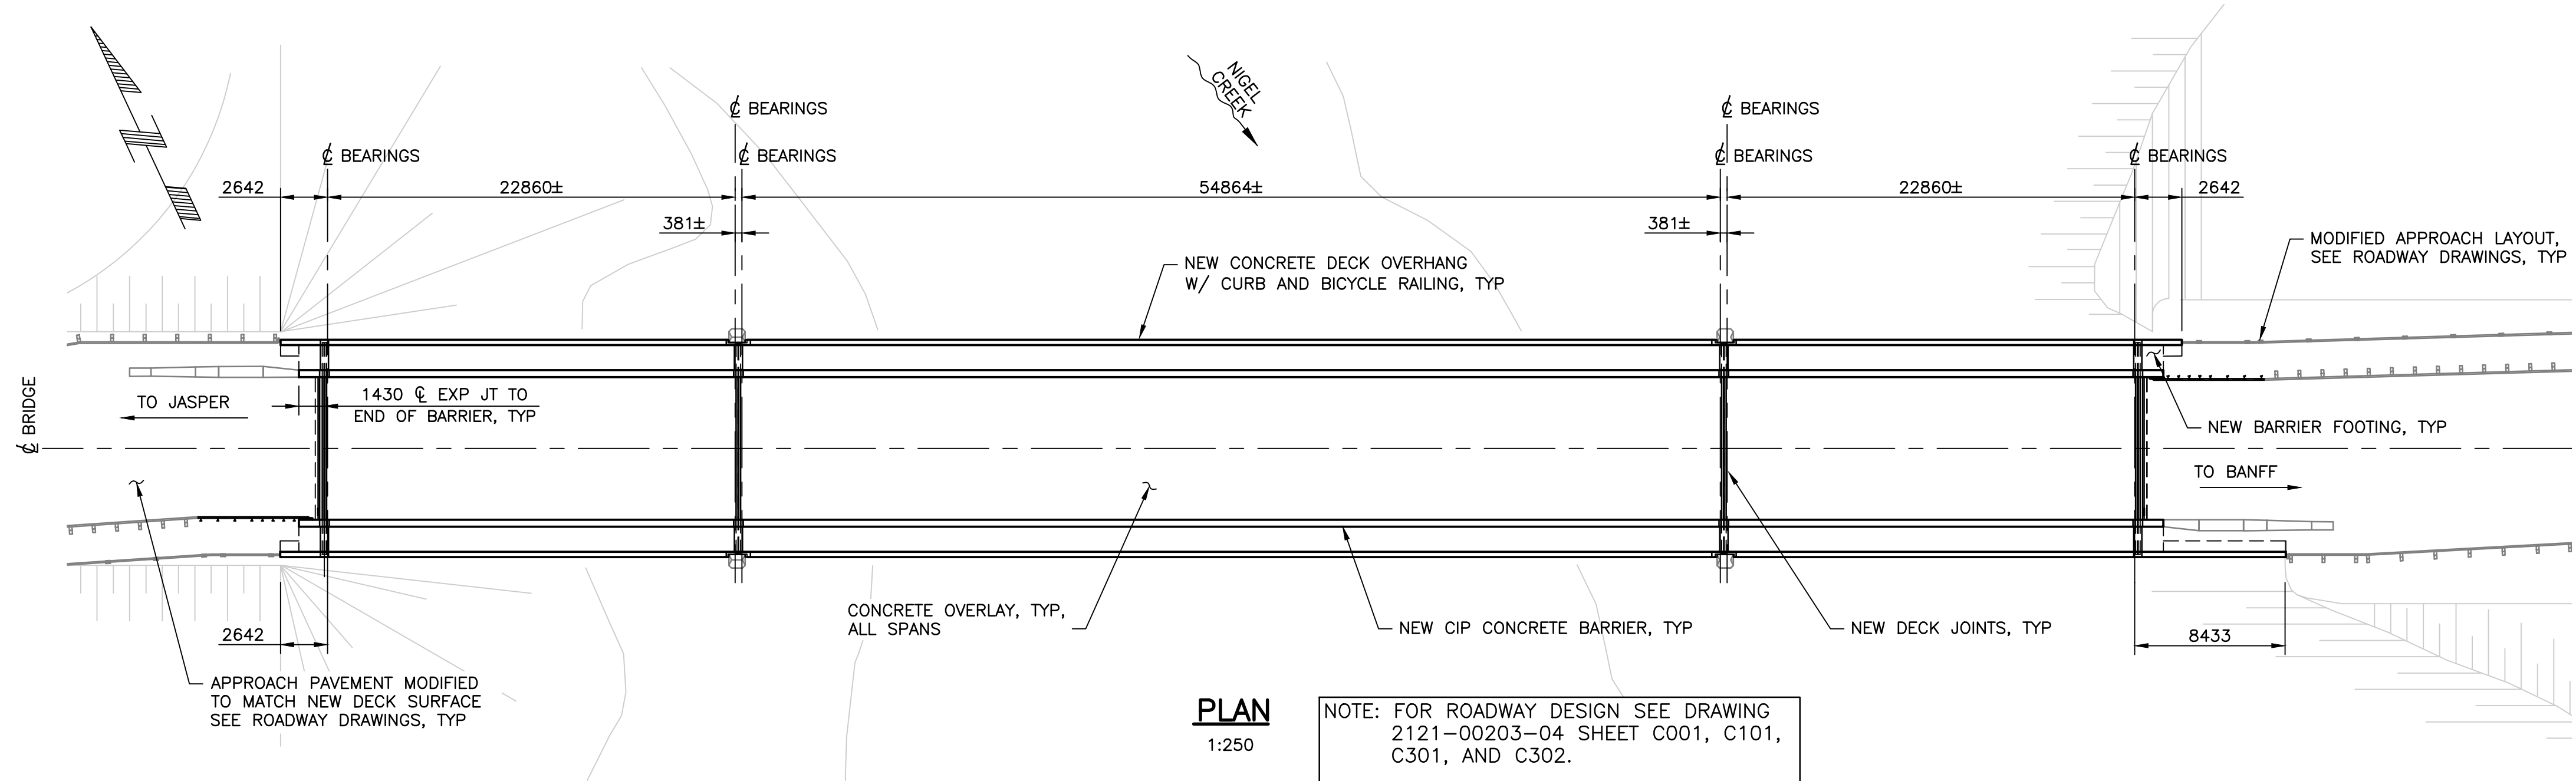 NIGEL
CREEK
℄ BEARINGS
℄ BEARINGS
℄ BEARINGS
℄ BEARINGS
℄ BEARINGS
℄ BEARINGS
2642
22860±
54864±
22860±
2642
381±
381±
MODIFIED APPROACH LAYOUT,
SEE ROADWAY DRAWINGS, TYP
NEW CONCRETE DECK OVERHANG
W/ CURB AND BICYCLE RAILING, TYP
℄ BRIDGE
TO JASPER
1430 ℄ EXP JT TO
END OF BARRIER, TYP
NEW BARRIER FOOTING, TYP
TO BANFF
CONCRETE OVERLAY, TYP,
ALL SPANS
NEW CIP CONCRETE BARRIER, TYP
NEW DECK JOINTS, TYP
2642
8433
APPROACH PAVEMENT MODIFIED
TO MATCH NEW DECK SURFACE
SEE ROADWAY DRAWINGS, TYP
PLAN
1:250
NOTE: FOR ROADWAY DESIGN SEE DRAWING
2121-00203-04 SHEET C001, C101,
C301, AND C302.